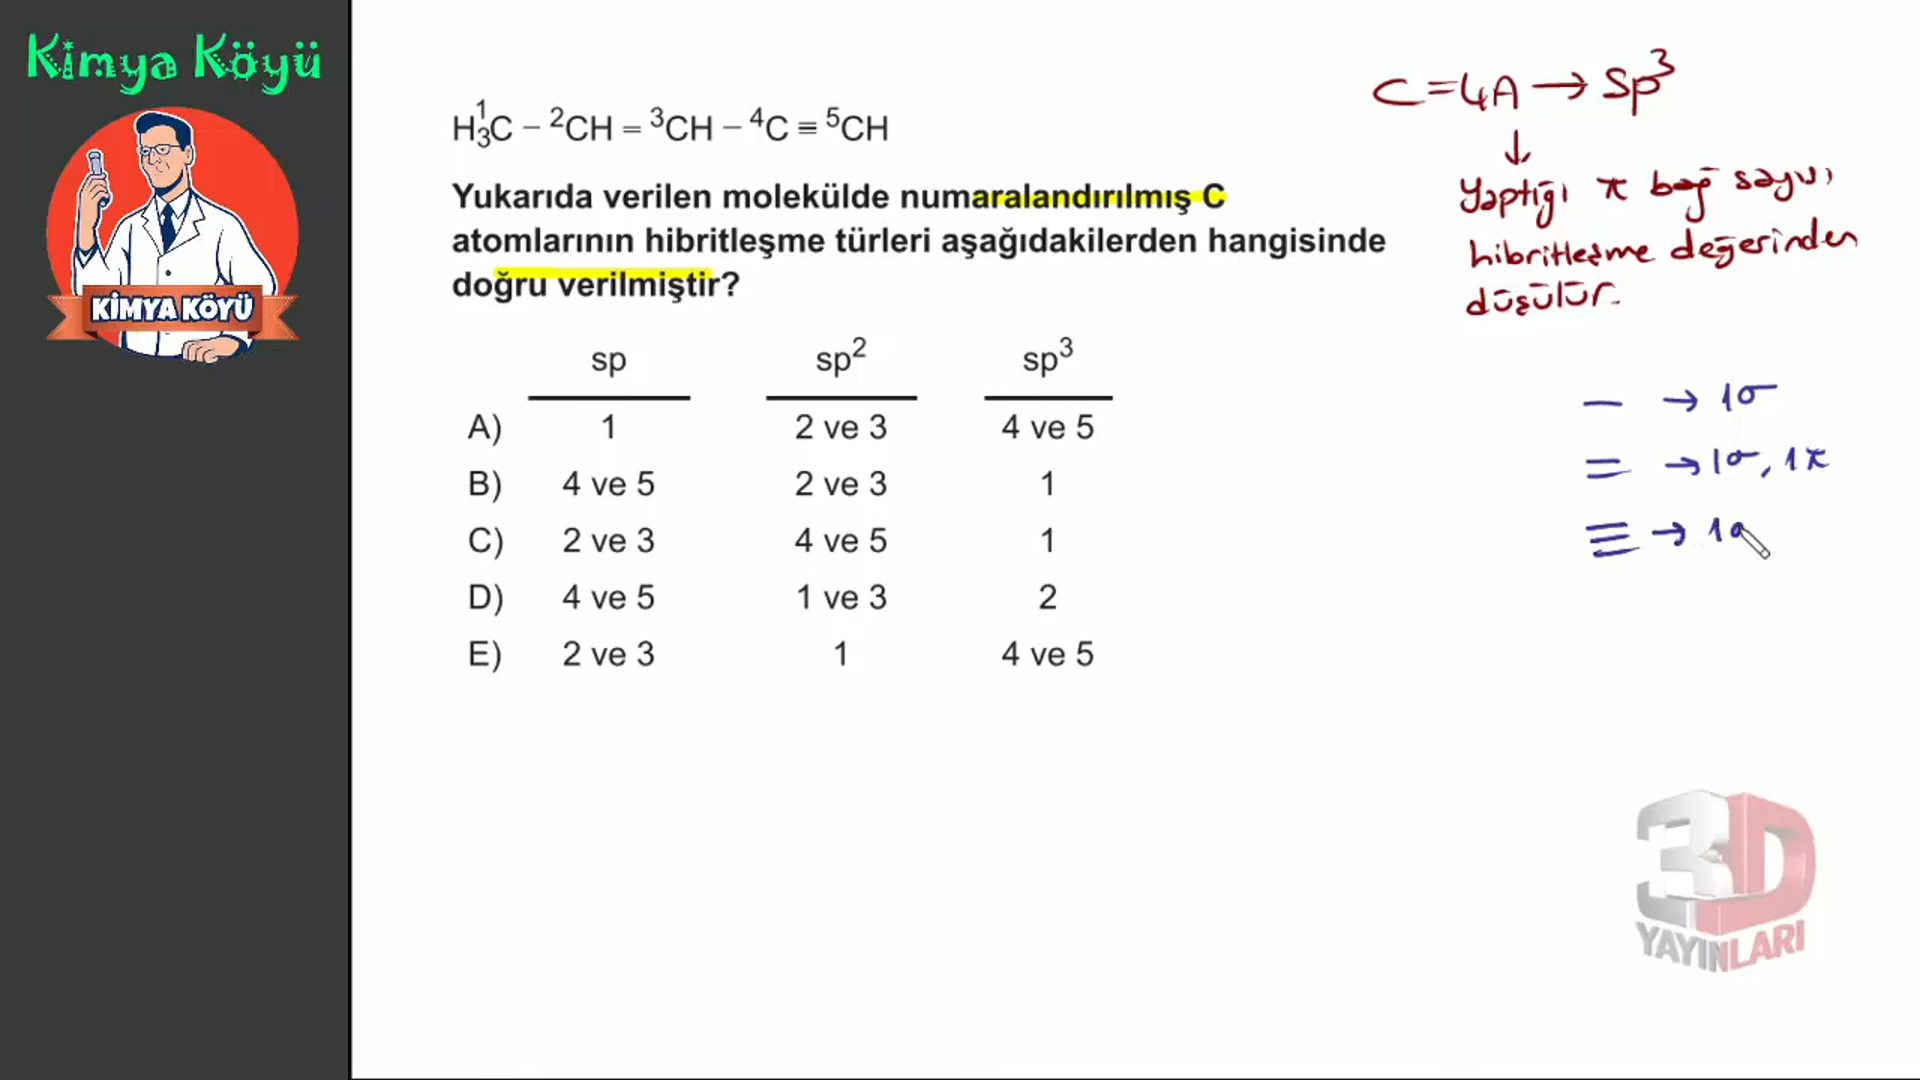 Kimya Köyü
KİMYA KÖYÜ
H₃¹C – ²CH = ³CH – ⁴C ≡ ⁵CH
Yukarıda verilen molekülde numaralandırılmış C
atomlarının hibritleşme türleri aşağıdakilerden hangisinde
doğru verilmiştir?
sp sp² sp³
A) 1 2 ve 3 4 ve 5
B) 4 ve 5 2 ve 3 1
C) 2 ve 3 4 ve 5 1
D) 4 ve 5 1 ve 3 2
E) 2 ve 3 1 4 ve 5
C=4A → sp³
↓
Yaptığı π bağ sayısı
hibritleşme değerinden
düşülür.
— → 1σ
= → 1σ, 1π
≡ → 1σ
3D
YAYINLARI